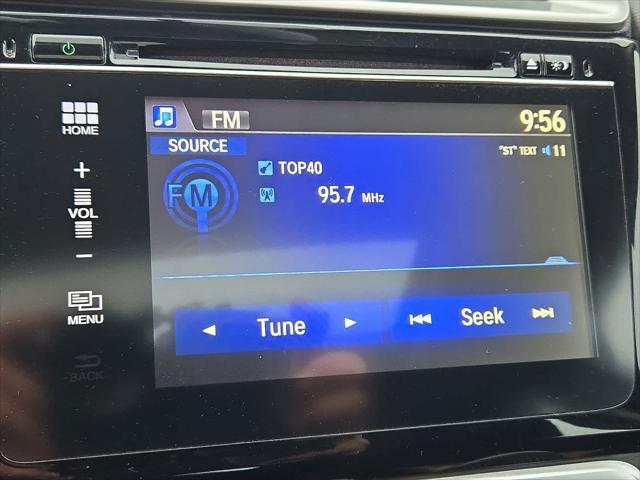 HOME
FM
9:56
SOURCE
"ST" TEXT 11
TOP40
FM
95.7 MHz
VOL
MENU
Tune
Seek
BACK